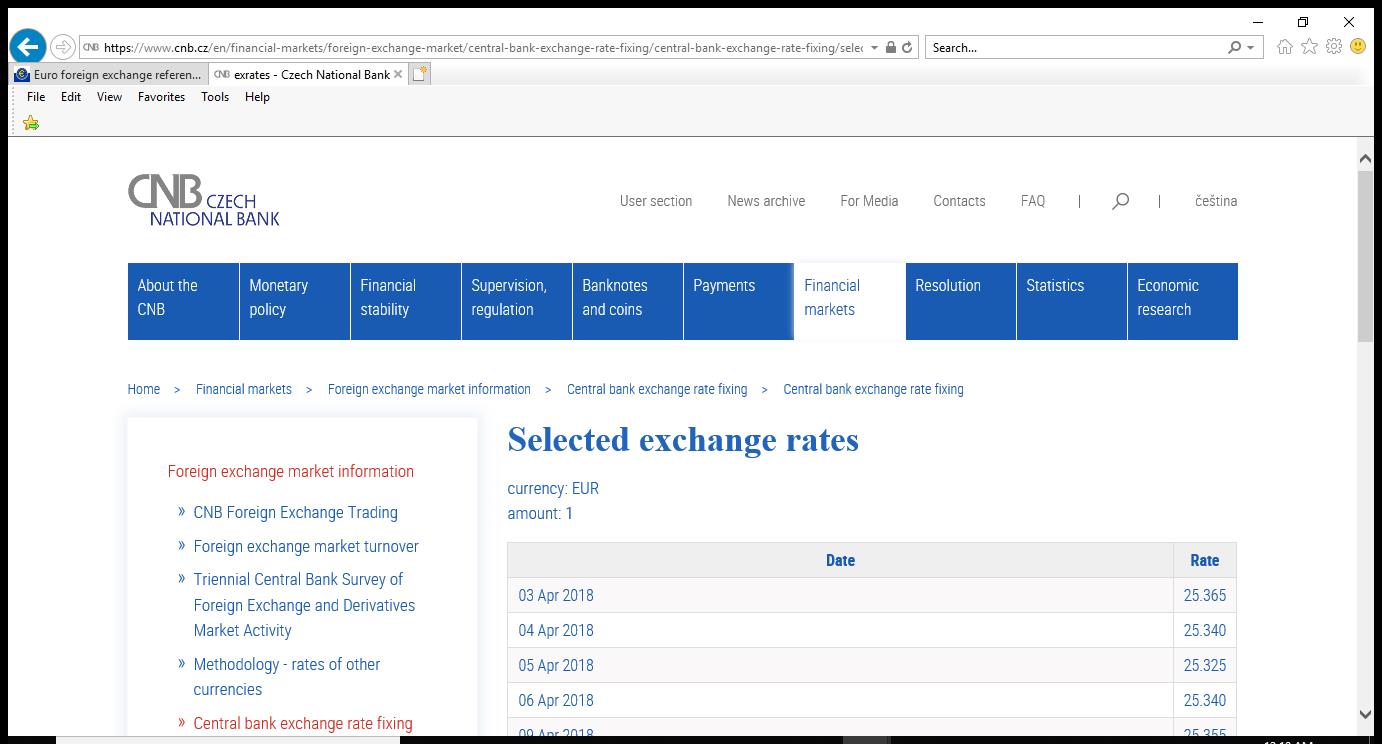 CNB https://www.cnb.cz/en/financial-markets/foreign-exchange-market/central-bank-exchange-rate-fixing/central-bank-exchange-rate-fixing/selec
Search...
Euro foreign exchange referen...
CNB exrates - Czech National Bank
File Edit View Favorites Tools Help
CNB CZECH
NATIONAL BANK
User section News archive For Media Contacts FAQ | | čeština
About the
CNB
Monetary
policy
Financial
stability
Supervision,
regulation
Banknotes
and coins
Payments
Financial
markets
Resolution
Statistics
Economic
research
Home > Financial markets > Foreign exchange market information > Central bank exchange rate fixing > Central bank exchange rate fixing
Foreign exchange market information
» CNB Foreign Exchange Trading
» Foreign exchange market turnover
» Triennial Central Bank Survey of
Foreign Exchange and Derivatives
Market Activity
» Methodology - rates of other
currencies
» Central bank exchange rate fixing
Selected exchange rates
currency: EUR
amount: 1
Date Rate
03 Apr 2018 25.365
04 Apr 2018 25.340
05 Apr 2018 25.325
06 Apr 2018 25.340
09 Apr 2018 25.355